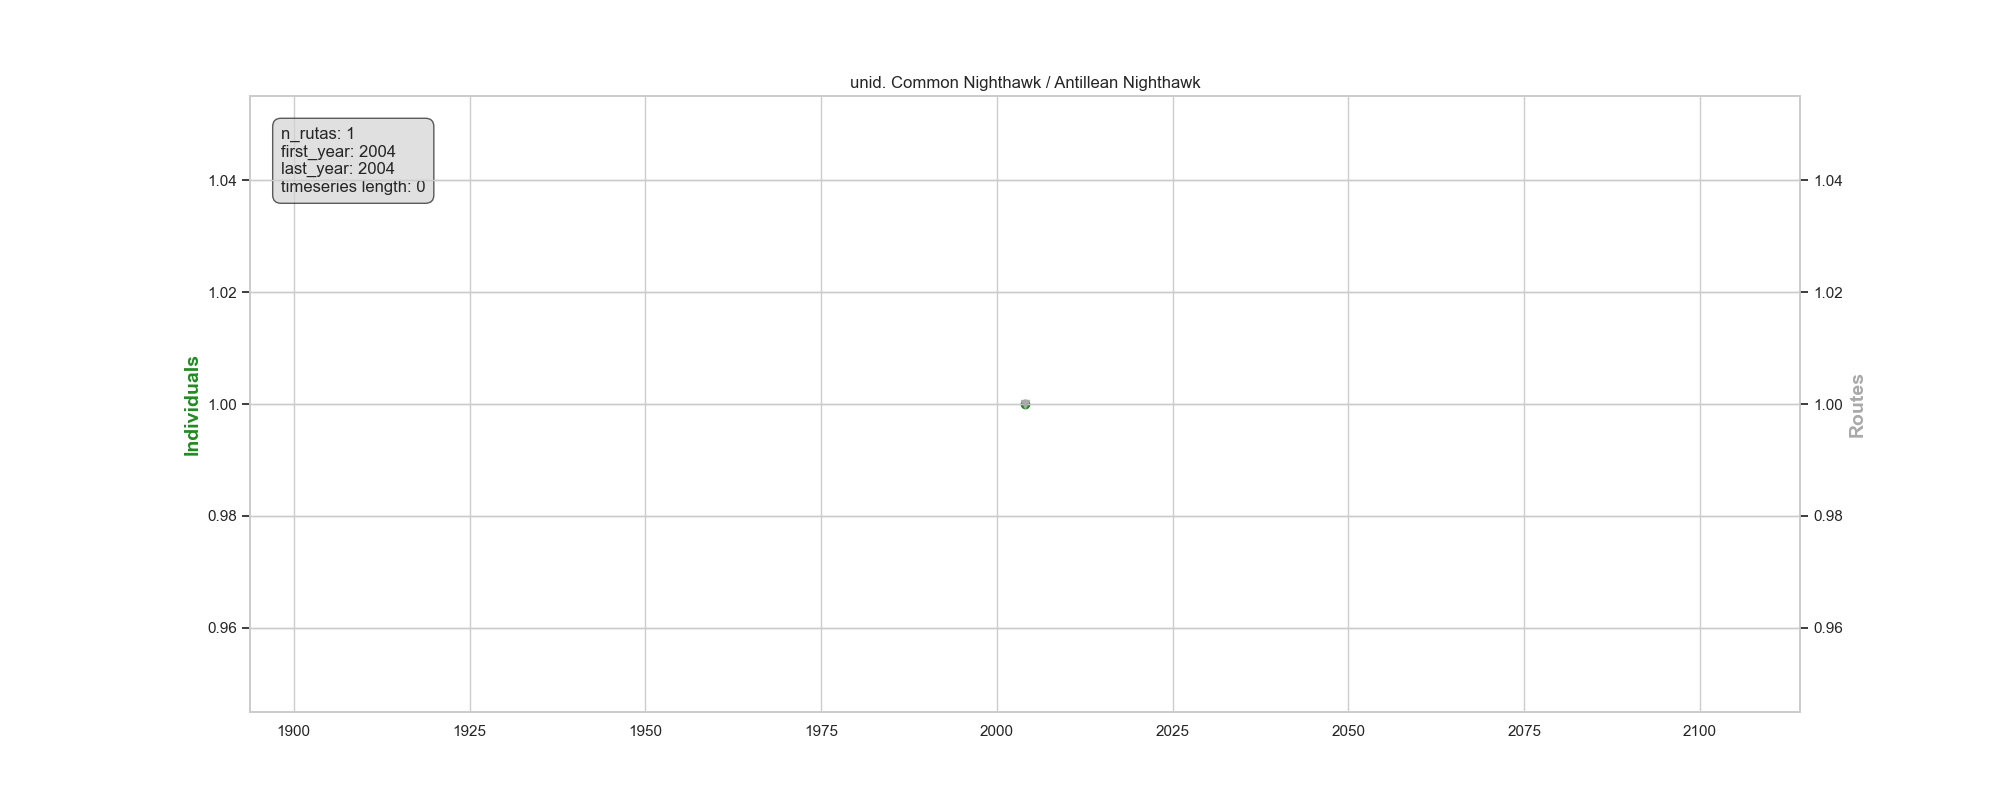 unid. Common Nighthawk / Antillean Nighthawk
n_rutas: 1
first_year: 2004
last_year: 2004
timeseries length: 0
1.04
1.02
1.00
0.98
0.96
Individuals
1.04
1.02
1.00
0.98
0.96
Routes
1900 1925 1950 1975 2000 2025 2050 2075 2100